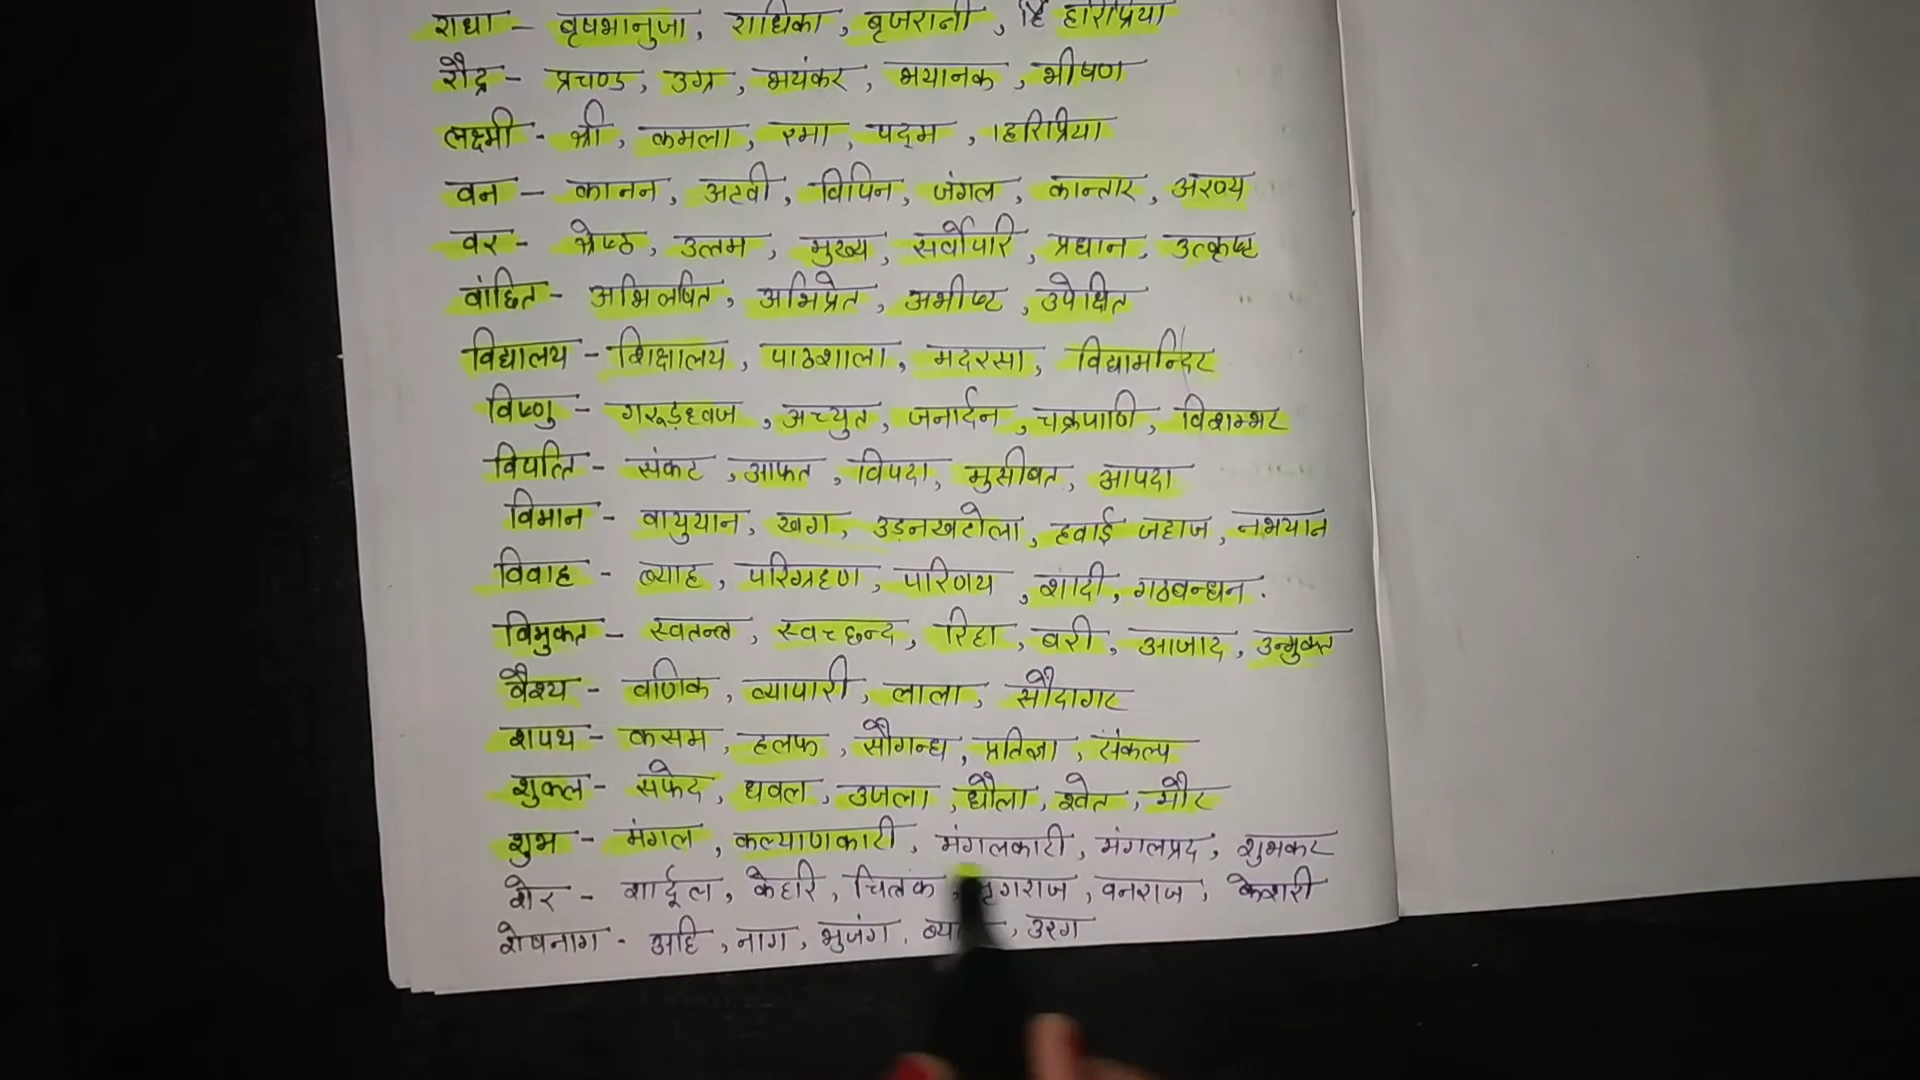 राधा - वृषभानुजा, राधिका, बृजरानी, हरिप्रिया
रौद्र - प्रचण्ड, उग्र, भयंकर, भयानक, भीषण
लक्ष्मी - श्री, कमला, रमा, पद्म, हरिप्रिया
वन - कानन, अटवी, विपिन, जंगल, कान्तार, अरण्य
वर - श्रेष्ठ, उत्तम, मुख्य, सर्वोपरि, प्रधान, उत्कृष्ट
वांछित - अभिलषित, अभिप्रेत, अभीष्ट, उपेक्षित
विद्यालय - शिक्षालय, पाठशाला, मदरसा, विद्यामन्दिर
विष्णु - गरूड़ध्वज, अच्युत, जनार्दन, चक्रपाणि, विशम्भर
विपत्ति - संकट, आफत, विपदा, मुसीबत, आपदा
विमान - वायुयान, खग, उड़नखटोला, हवाई जहाज, नभयान
विवाह - ब्याह, परिग्रहण, परिणय, शादी, गठबन्धन.
विमुक्त - स्वतन्त्र, स्वच्छन्द, रिहा, बरी, आजाद, उन्मुक्त
वैश्य - वणिक, व्यापारी, लाला, सौदागर
शपथ - कसम, हलफ, सौगन्ध, प्रतिज्ञा, संकल्प
शुक्ल - सफेद, धवल, उजला, धौला, श्वेत, गौर
शुभ - मंगल, कल्याणकारी, मंगलकारी, मंगलप्रद, शुभकर
शेर - शार्दूल, केहरि, चित्रक, वनराज, केशरी
शेषनाग - अहि, नाग, भुजंग, उरग